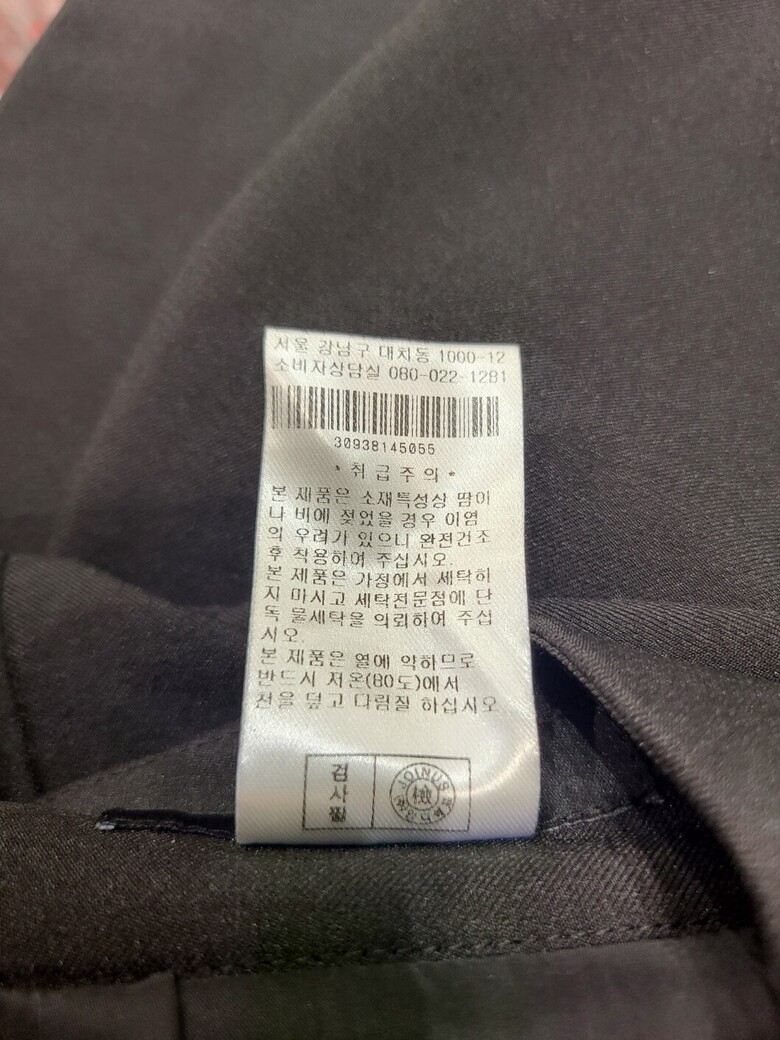 서울 강남구 대치동 1000-12
소비자상담실 080-022-1281
30938145055
* 취 급 주 의 *
본 제품은 소재특성상 땀이
나 비에 젖었을 경우 이염
의 우려가 있으니 완전건조
후 착용하여 주십시오.
본 제품은 가정에서 세탁하
지 마시고 세탁전문점에 단
독 물세탁을 의뢰하여 주십
시오.
본 제품은 열에 약하므로
반드시 저온(80도)에서
천을 덮고 다림질 하십시오
검
사
필
JOINUS
檢